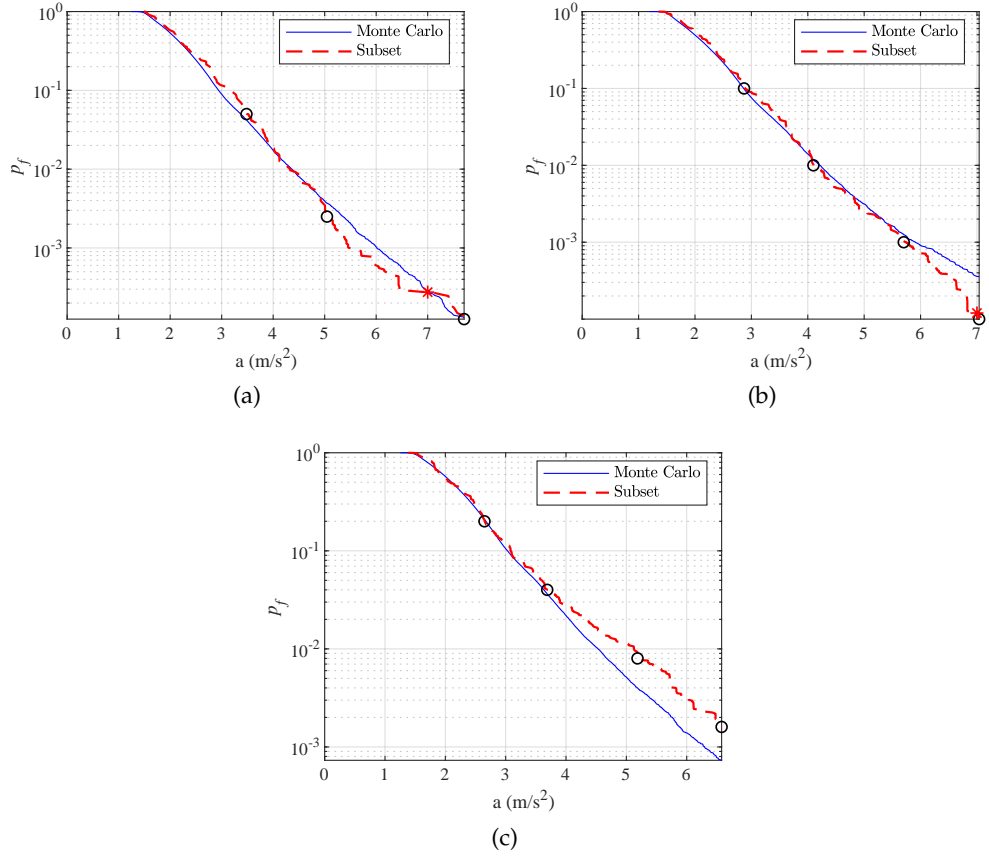 10^0
10^-1
10^-2
10^-3
p_f
0 1 2 3 4 5 6 7
a (m/s^2)
Monte Carlo
Subset
(a)
10^0
10^-1
10^-2
10^-3
p_f
0 1 2 3 4 5 6 7
a (m/s^2)
Monte Carlo
Subset
(b)
10^0
10^-1
10^-2
10^-3
p_f
0 1 2 3 4 5 6
a (m/s^2)
Monte Carlo
Subset
(c)